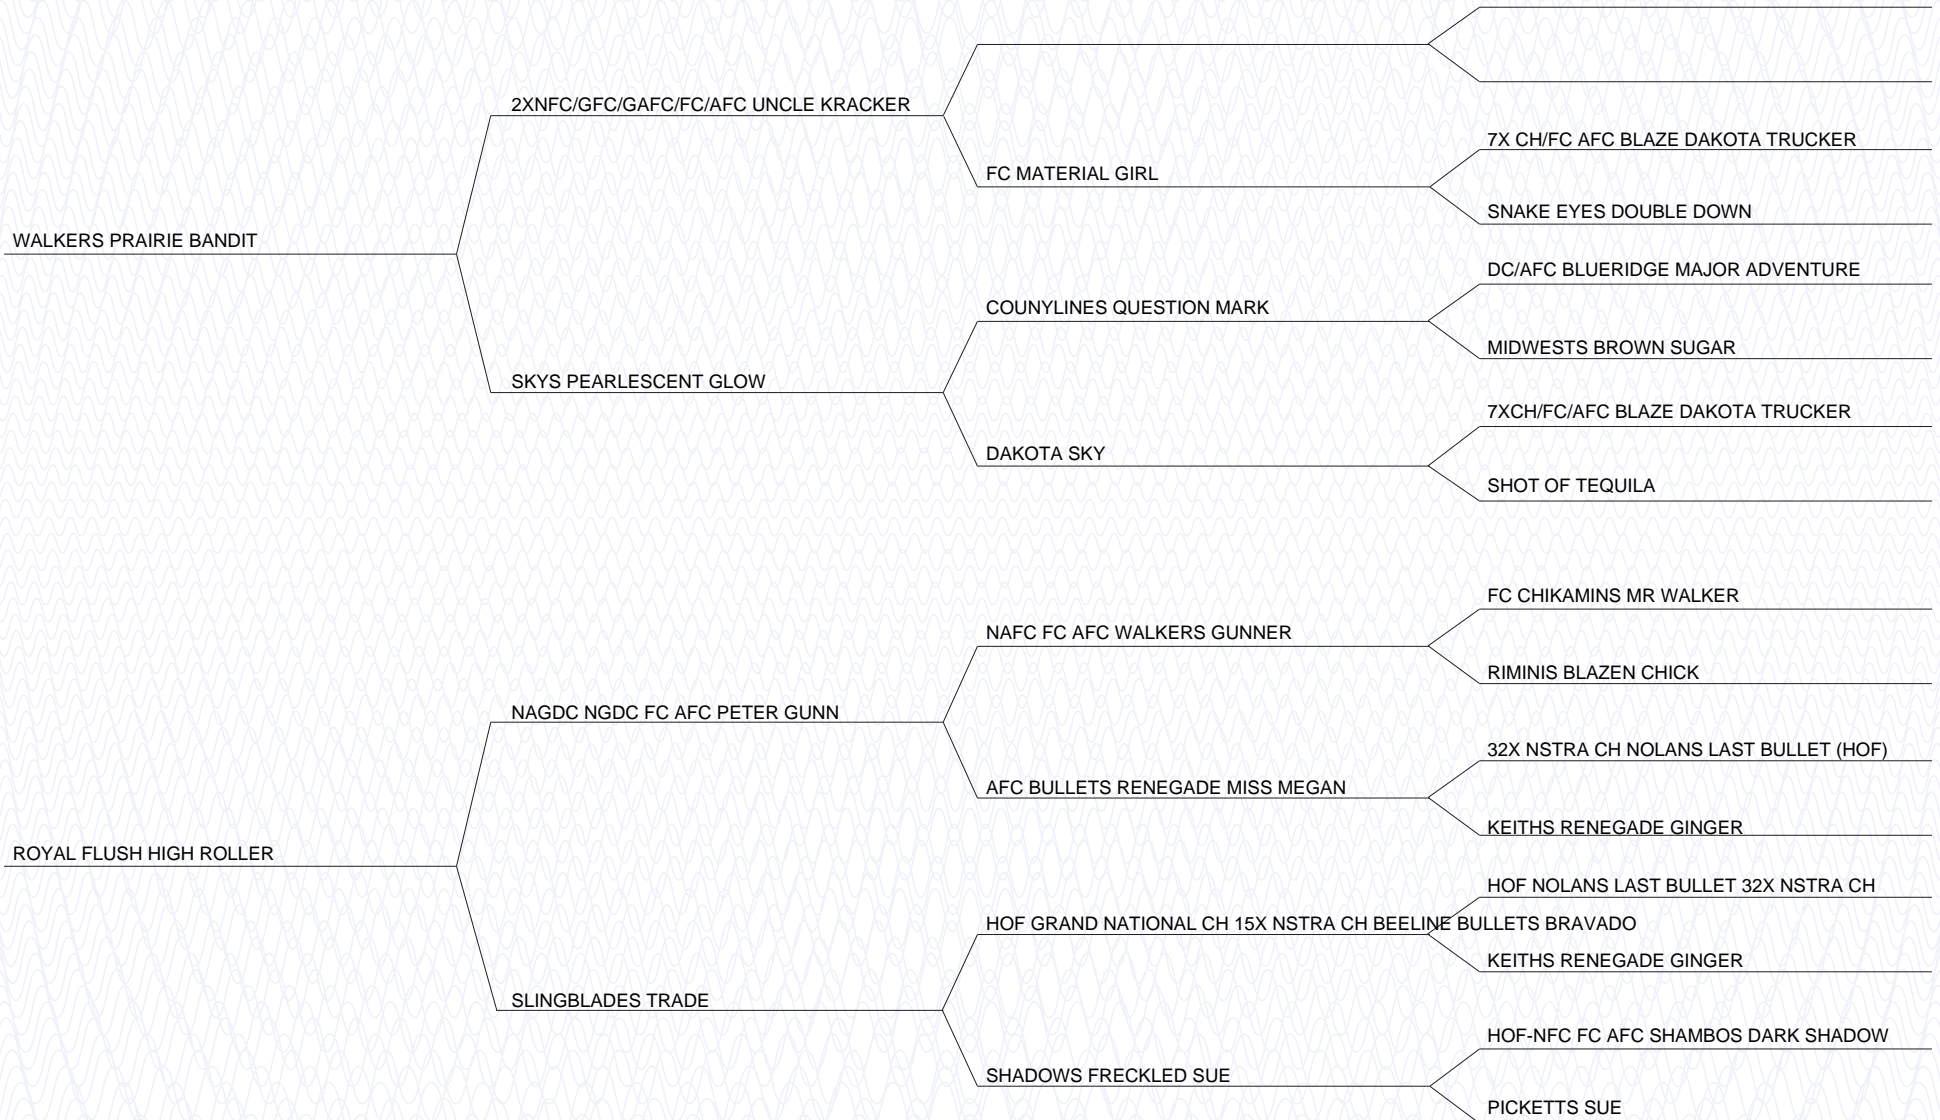 2XNFC/GFC/GAFC/FC/AFC UNCLE KRACKER
7X CH/FC AFC BLAZE DAKOTA TRUCKER
FC MATERIAL GIRL
SNAKE EYES DOUBLE DOWN
WALKERS PRAIRIE BANDIT
DC/AFC BLUERIDGE MAJOR ADVENTURE
COUNYLINES QUESTION MARK
MIDWESTS BROWN SUGAR
SKYS PEARLESCENT GLOW
7XCH/FC/AFC BLAZE DAKOTA TRUCKER
DAKOTA SKY
SHOT OF TEQUILA
FC CHIKAMINS MR WALKER
NAFC FC AFC WALKERS GUNNER
RIMINIS BLAZEN CHICK
NAGDC NGDC FC AFC PETER GUNN
32X NSTRA CH NOLANS LAST BULLET (HOF)
AFC BULLETS RENEGADE MISS MEGAN
KEITHS RENEGADE GINGER
ROYAL FLUSH HIGH ROLLER
HOF NOLANS LAST BULLET 32X NSTRA CH
HOF GRAND NATIONAL CH 15X NSTRA CH BEELINE BULLETS BRAVADO
KEITHS RENEGADE GINGER
SLINGBLADES TRADE
HOF-NFC FC AFC SHAMBOS DARK SHADOW
SHADOWS FRECKLED SUE
PICKETTS SUE